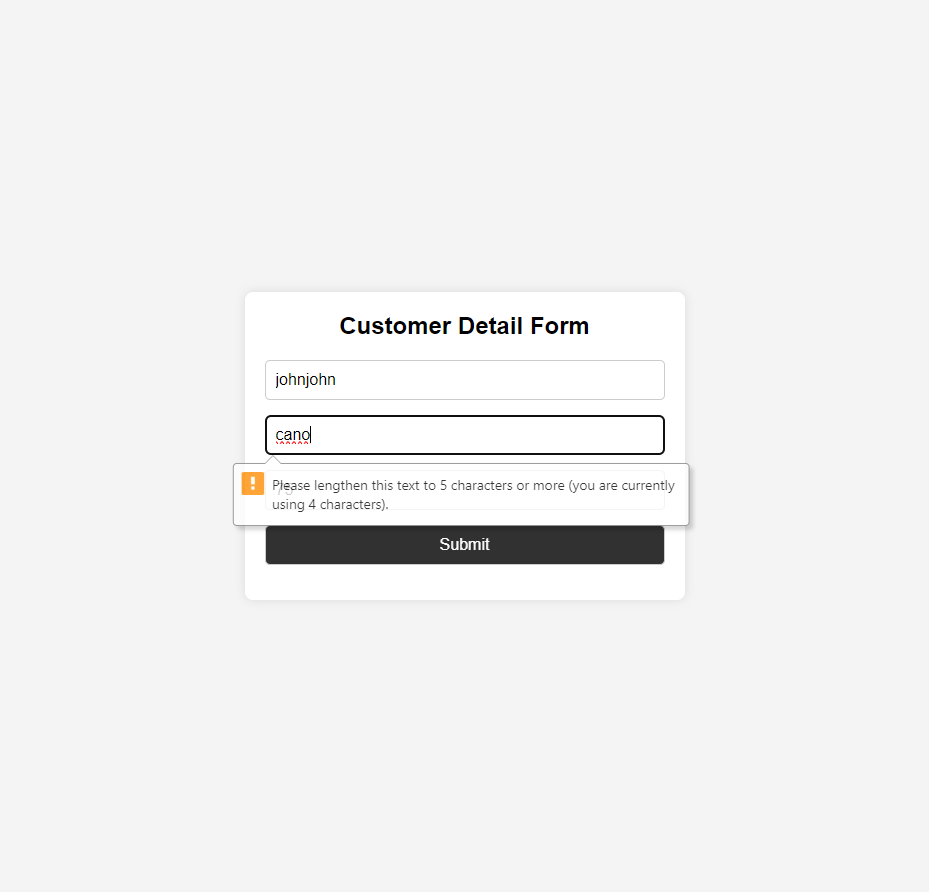 Customer Detail Form
johnjohn
cano
Please lengthen this text to 5 characters or more (you are currently
using 4 characters).
Submit